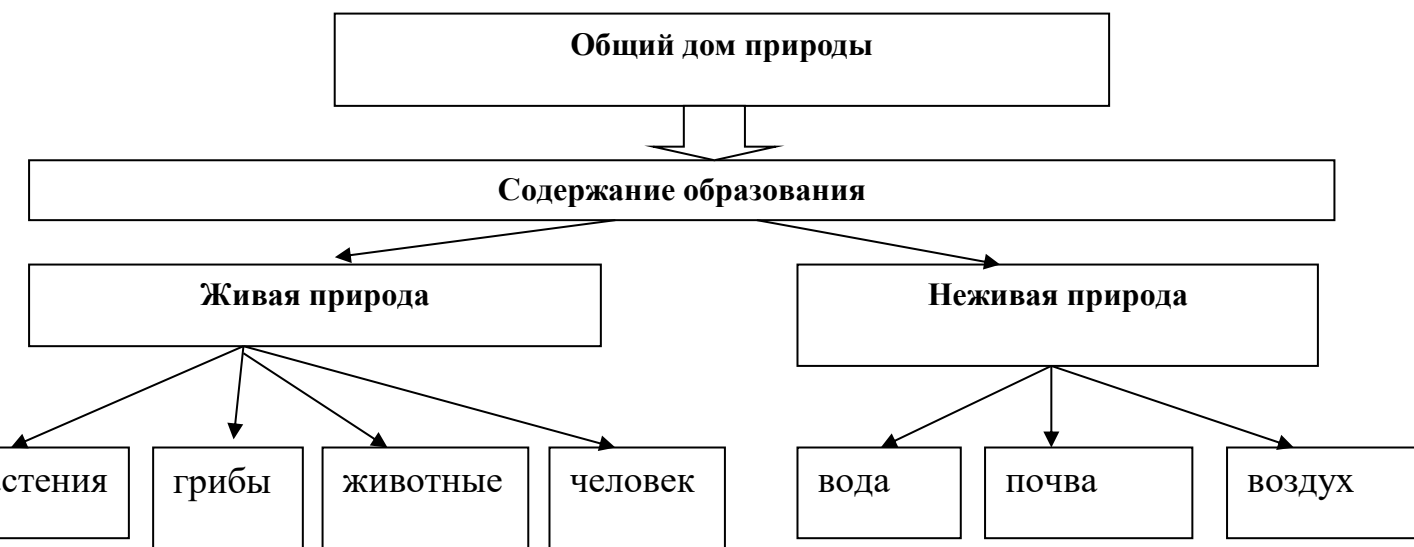 Общий дом природы
Содержание образования
Живая природа
Неживая природа
стения
грибы
животные
человек
вода
почва
воздух